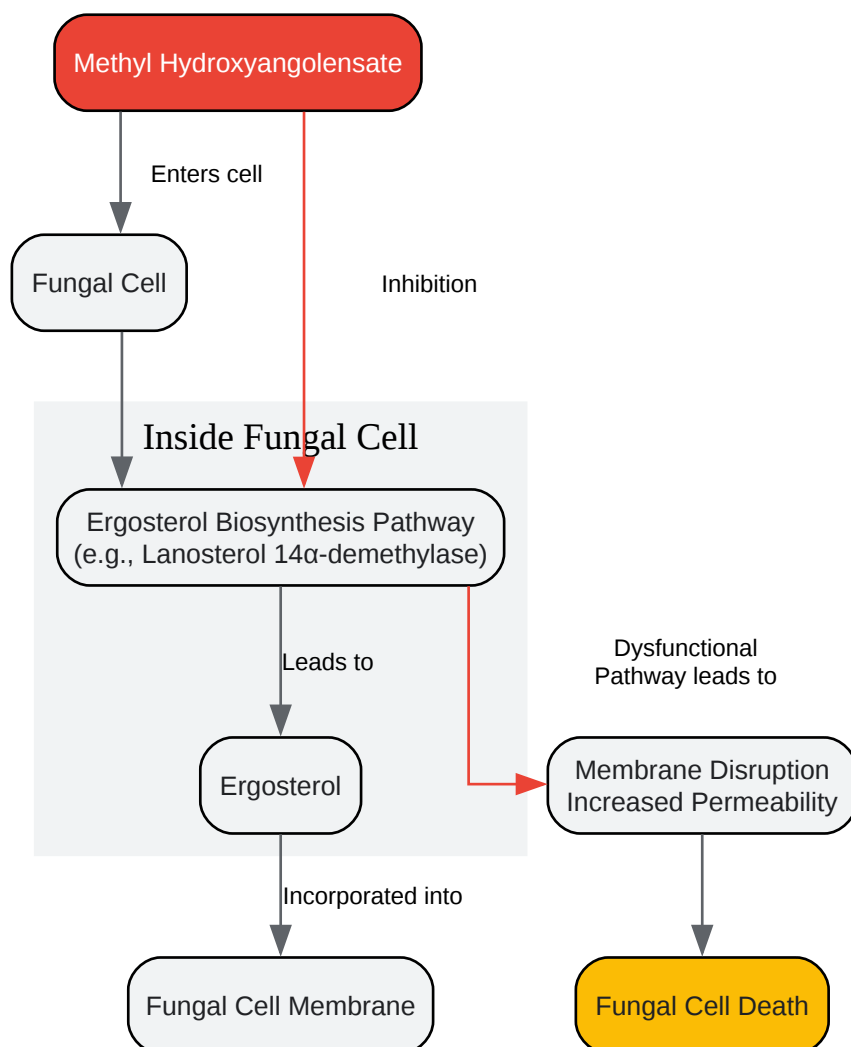 Methyl Hydroxyangolensate
Enters cell
Fungal Cell
Inhibition
Inside Fungal Cell
Ergosterol Biosynthesis Pathway
(e.g., Lanosterol 14α-demethylase)
Leads to
Dysfunctional
Pathway leads to
Ergosterol
Membrane Disruption
Increased Permeability
Incorporated into
Fungal Cell Membrane
Fungal Cell Death